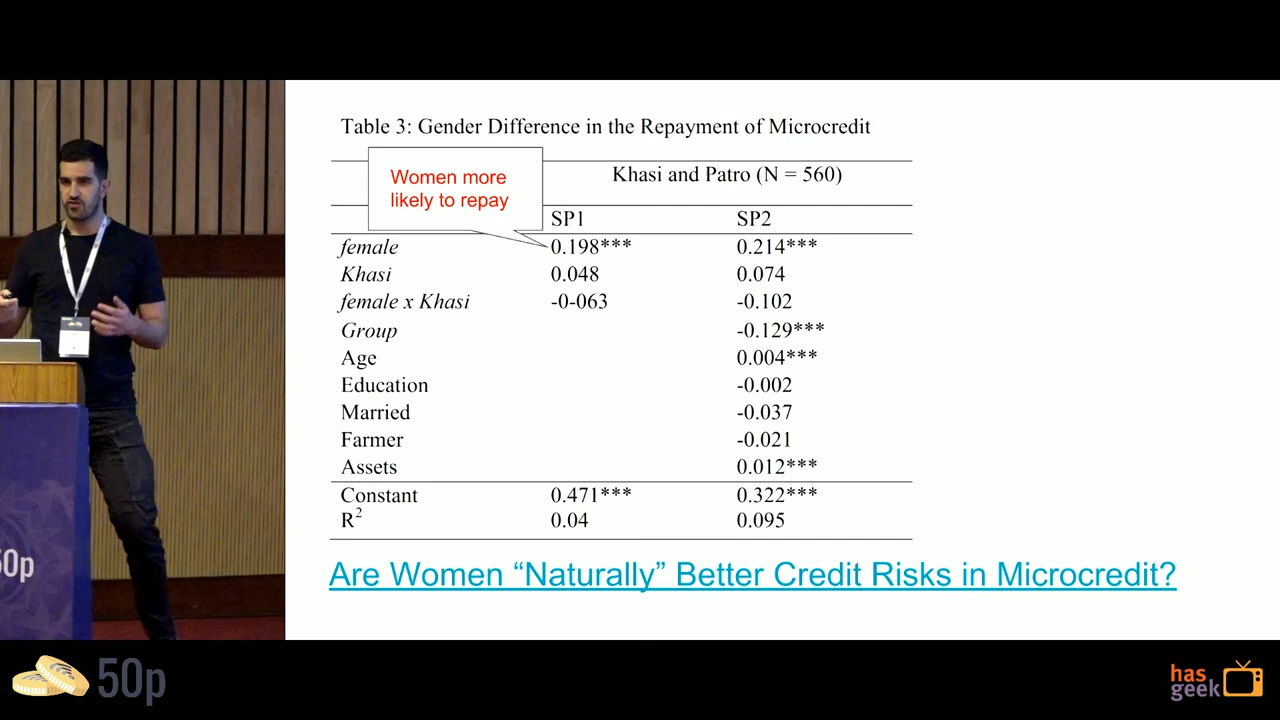 Table 3: Gender Difference in the Repayment of Microcredit
Women more
likely to repay
Khasi and Patro (N = 560)
SP1 SP2
female 0.198*** 0.214***
Khasi 0.048 0.074
female x Khasi -0-063 -0.102
Group -0.129***
Age 0.004***
Education -0.002
Married -0.037
Farmer -0.021
Assets 0.012***
Constant 0.471*** 0.322***
R² 0.04 0.095
Are Women “Naturally” Better Credit Risks in Microcredit?
50p
50p
has
geek